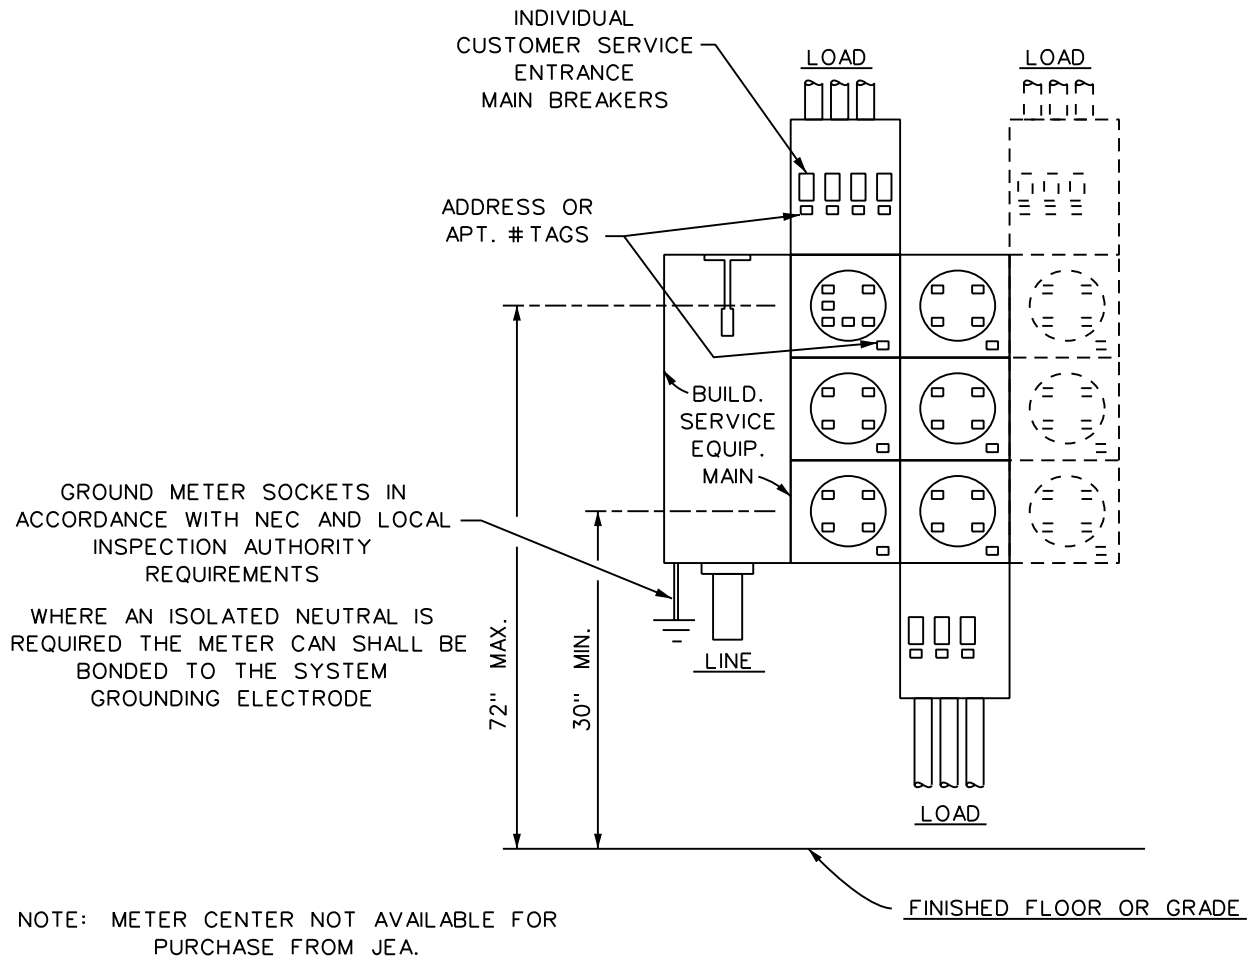 INDIVIDUAL
CUSTOMER SERVICE
ENTRANCE
MAIN BREAKERS
LOAD
LOAD
ADDRESS OR
APT. # TAGS
BUILD.
SERVICE
EQUIP.
MAIN
GROUND METER SOCKETS IN
ACCORDANCE WITH NEC AND LOCAL
INSPECTION AUTHORITY
REQUIREMENTS
WHERE AN ISOLATED NEUTRAL IS
REQUIRED THE METER CAN SHALL BE
BONDED TO THE SYSTEM
GROUNDING ELECTRODE
72" MAX.
30" MIN.
LINE
LOAD
FINISHED FLOOR OR GRADE
NOTE: METER CENTER NOT AVAILABLE FOR
PURCHASE FROM JEA.